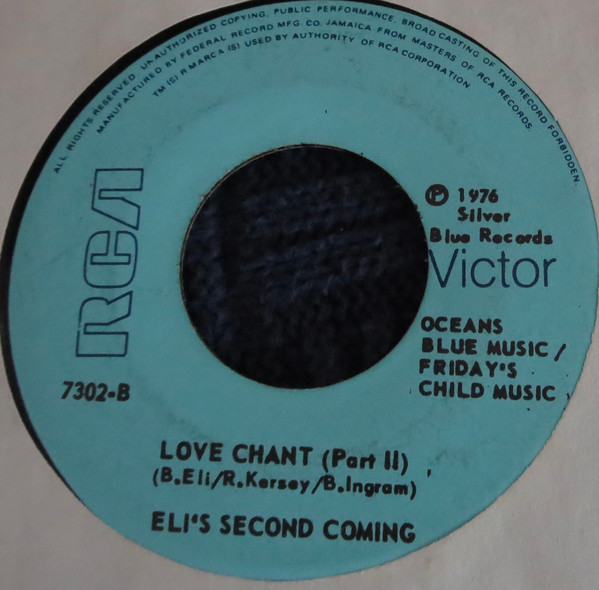 ALL RIGHTS RESERVED. UNAUTHORIZED COPYING, PUBLIC PERFORMANCE, BROADCASTING OF THIS RECORD FORBIDDEN.
MANUFACTURED BY FEDERAL RECORD MFG. CO. JAMAICA FROM MASTERS OF RCA RECORDS.
TM (S) R MARCA (S) USED BY AUTHORITY OF RCA CORPORATION
RCA
℗ 1976
Silver
Blue Records
Victor
OCEANS
BLUE MUSIC /
FRIDAY'S
CHILD MUSIC
7302-B
LOVE CHANT (Part II)
(B.Eli/R.Kersey/B.Ingram)
ELI'S SECOND COMING